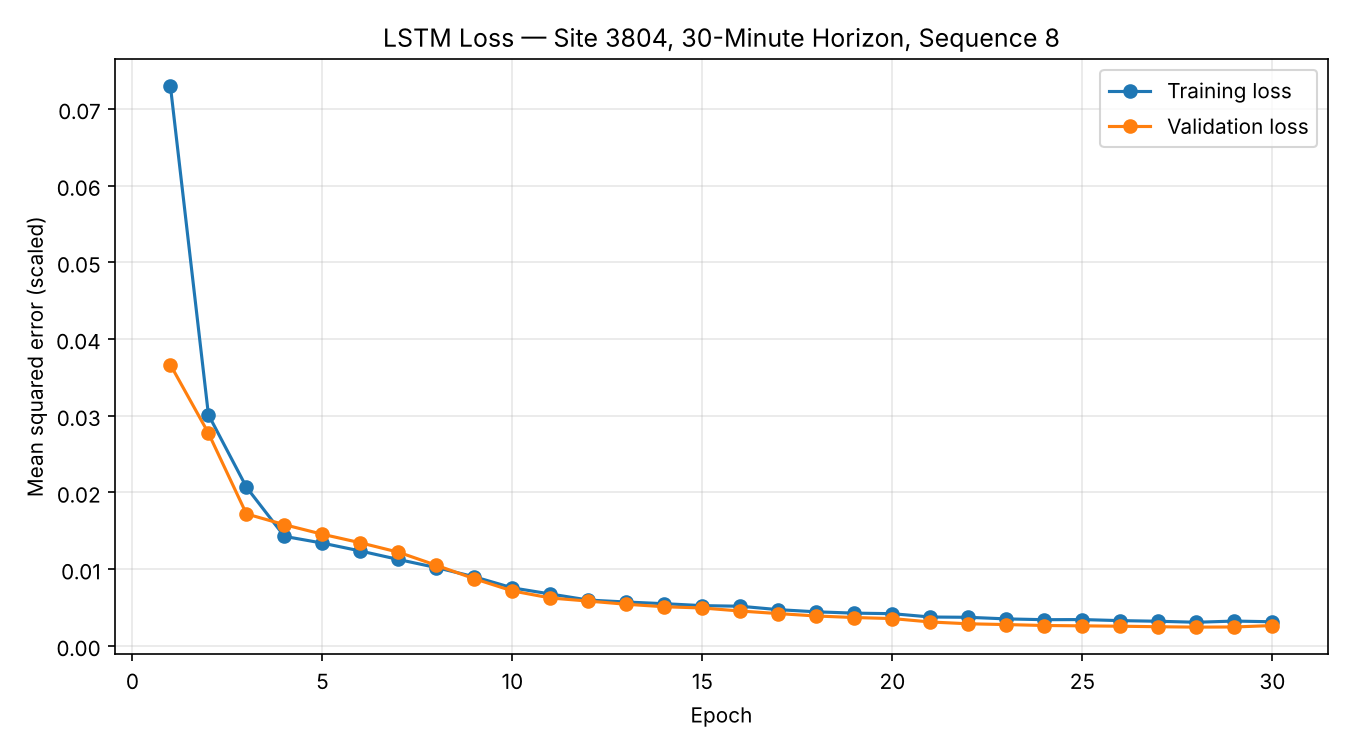 LSTM Loss — Site 3804, 30-Minute Horizon, Sequence 8
Training loss
Validation loss
Mean squared error (scaled)
0.07
0.06
0.05
0.04
0.03
0.02
0.01
0.00
0 5 10 15 20 25 30
Epoch